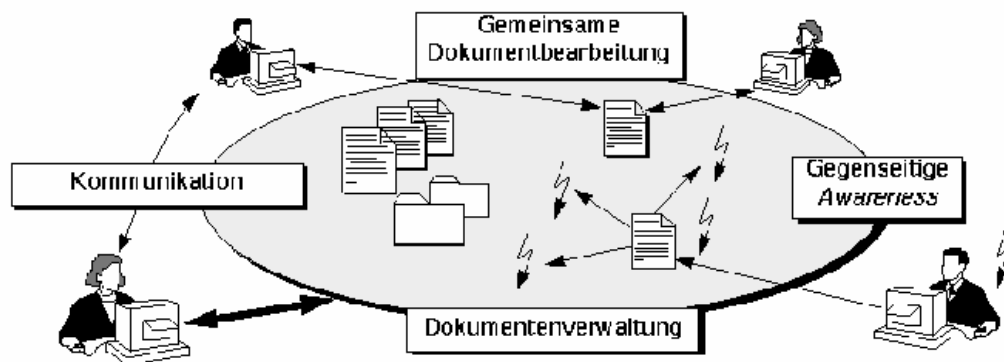 Gemeinsame
Dokumentbearbeitung
Kommunikation
Gegenseitige
Awareness
Dokumentenverwaltung